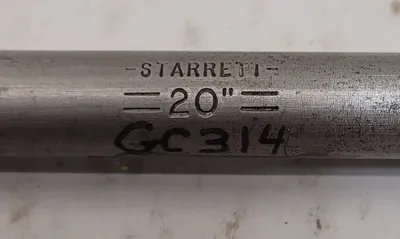 -STARRETT-
=20"=
GC314